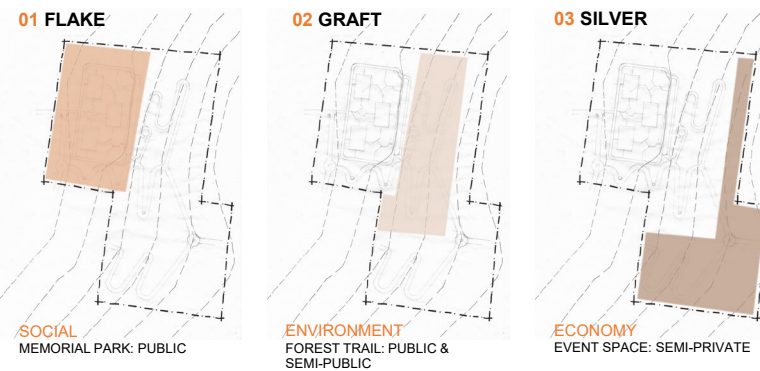 01 FLAKE
SOCIAL
MEMORIAL PARK: PUBLIC
02 GRAFT
ENVIRONMENT
FOREST TRAIL: PUBLIC &
SEMI-PUBLIC
03 SILVER
ECONOMY
EVENT SPACE: SEMI-PRIVATE